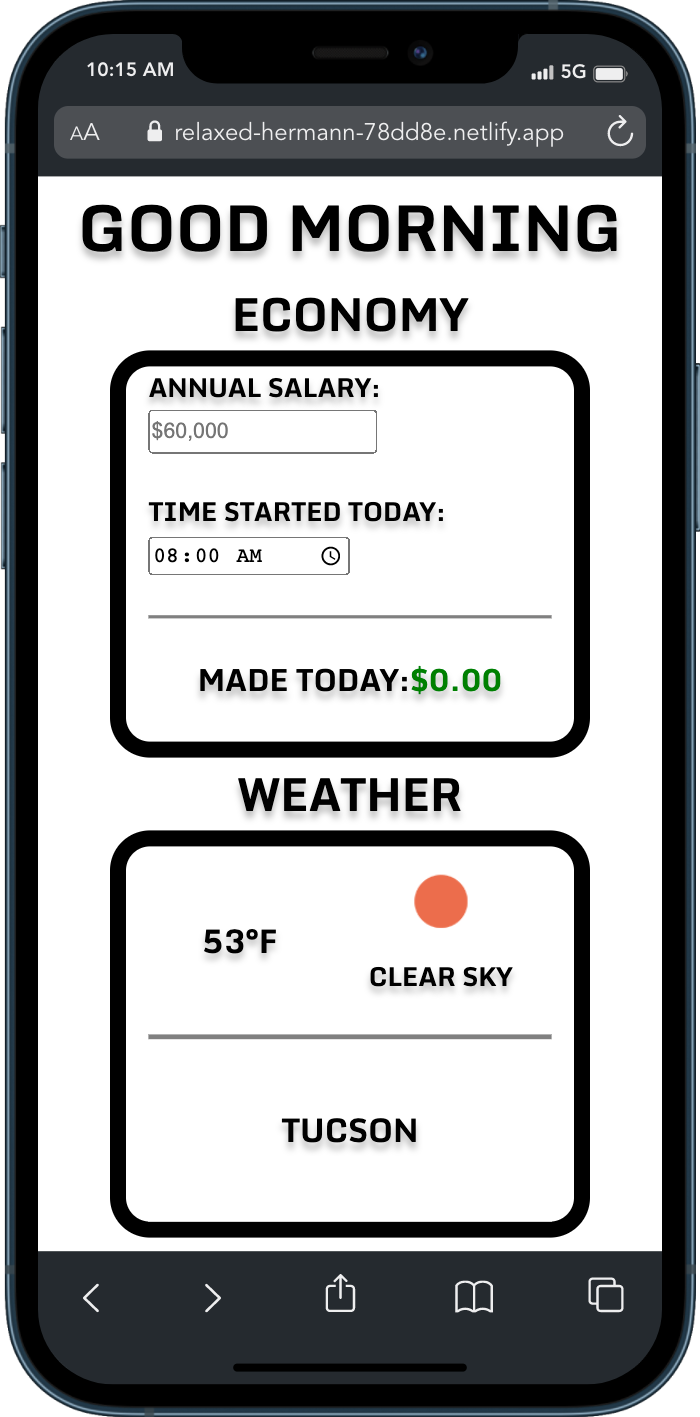 10:15 AM 5G
AA relaxed-hermann-78dd8e.netlify.app
GOOD MORNING
ECONOMY
ANNUAL SALARY:
$60,000
TIME STARTED TODAY:
08:00 AM
MADE TODAY:$0.00
WEATHER
53°F
CLEAR SKY
TUCSON